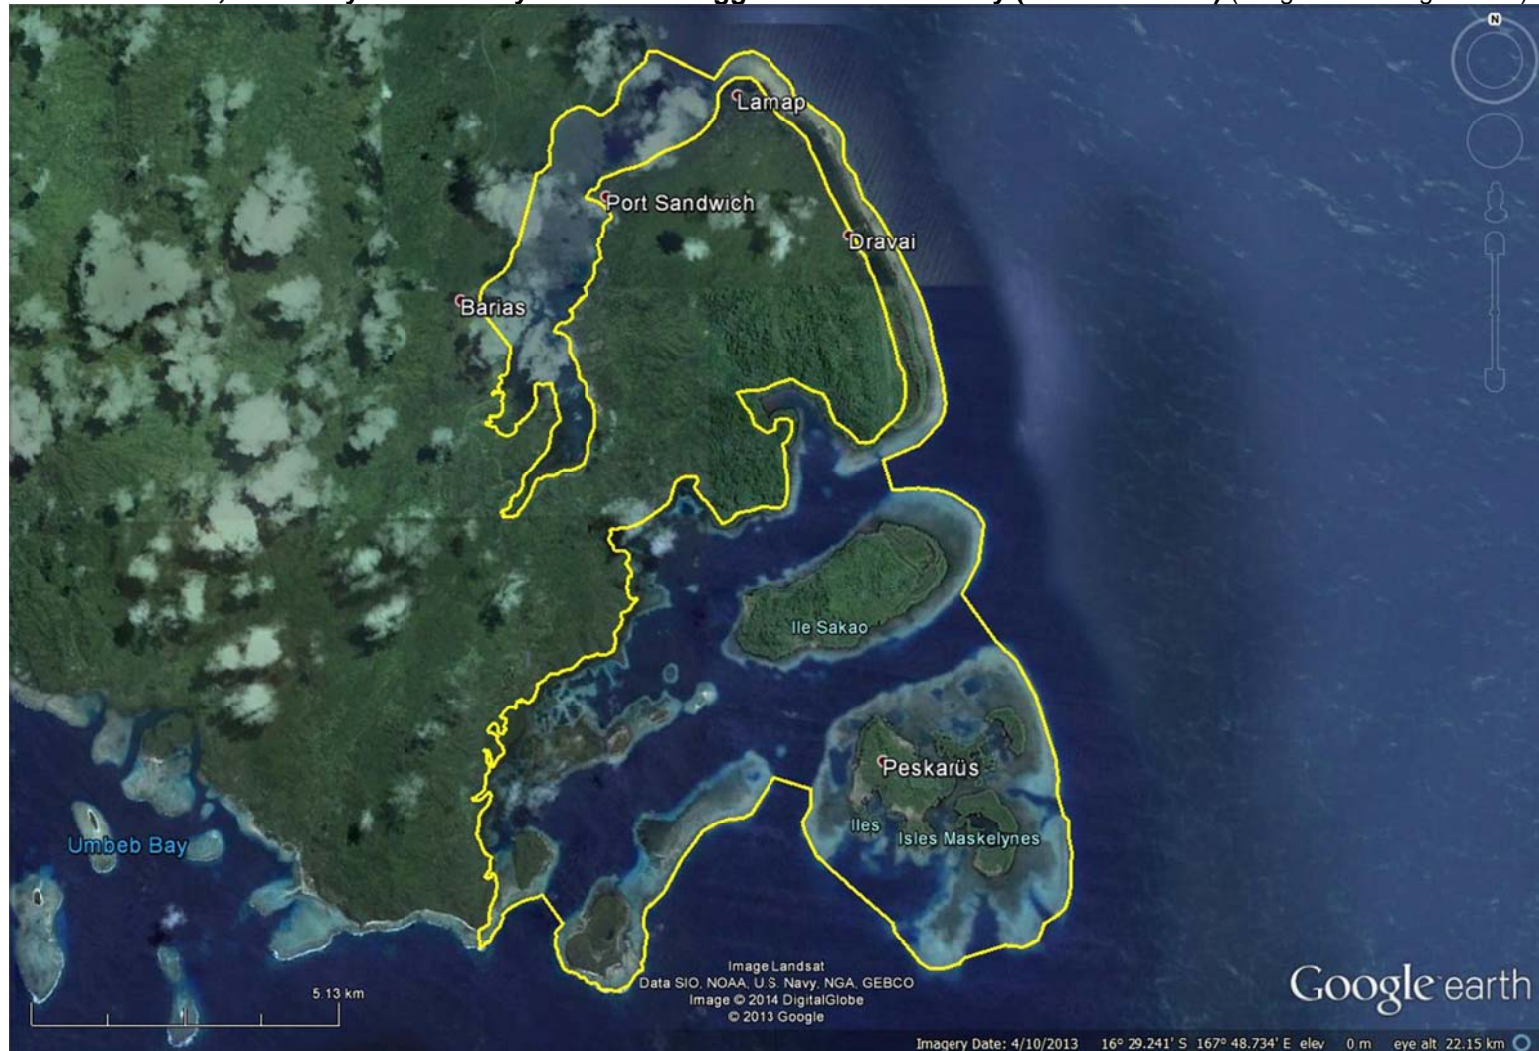 N
Lamap
Port Sandwich
Dravai
Barias
Ile Sakao
Peskarüs
Iles
Isles Maskelynes
Umbeb Bay
Image Landsat
Data SIO, NOAA, U.S. Navy, NGA, GEBCO
Image © 2014 DigitalGlobe
© 2013 Google
5.13 km
Google earth
Imagery Date: 4/10/2013 16° 29.241' S 167° 48.734' E elev 0 m eye alt 22.15 km